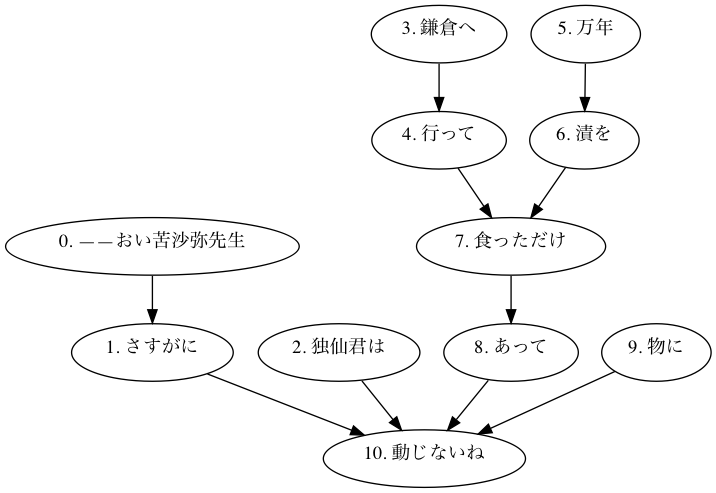 3. 鎌倉へ
5. 万年
4. 行って
6. 漬を
0. ――おい苦沙弥先生
7. 食っただけ
1. さすがに
2. 独仙君は
8. あって
9. 物に
10. 動じないね